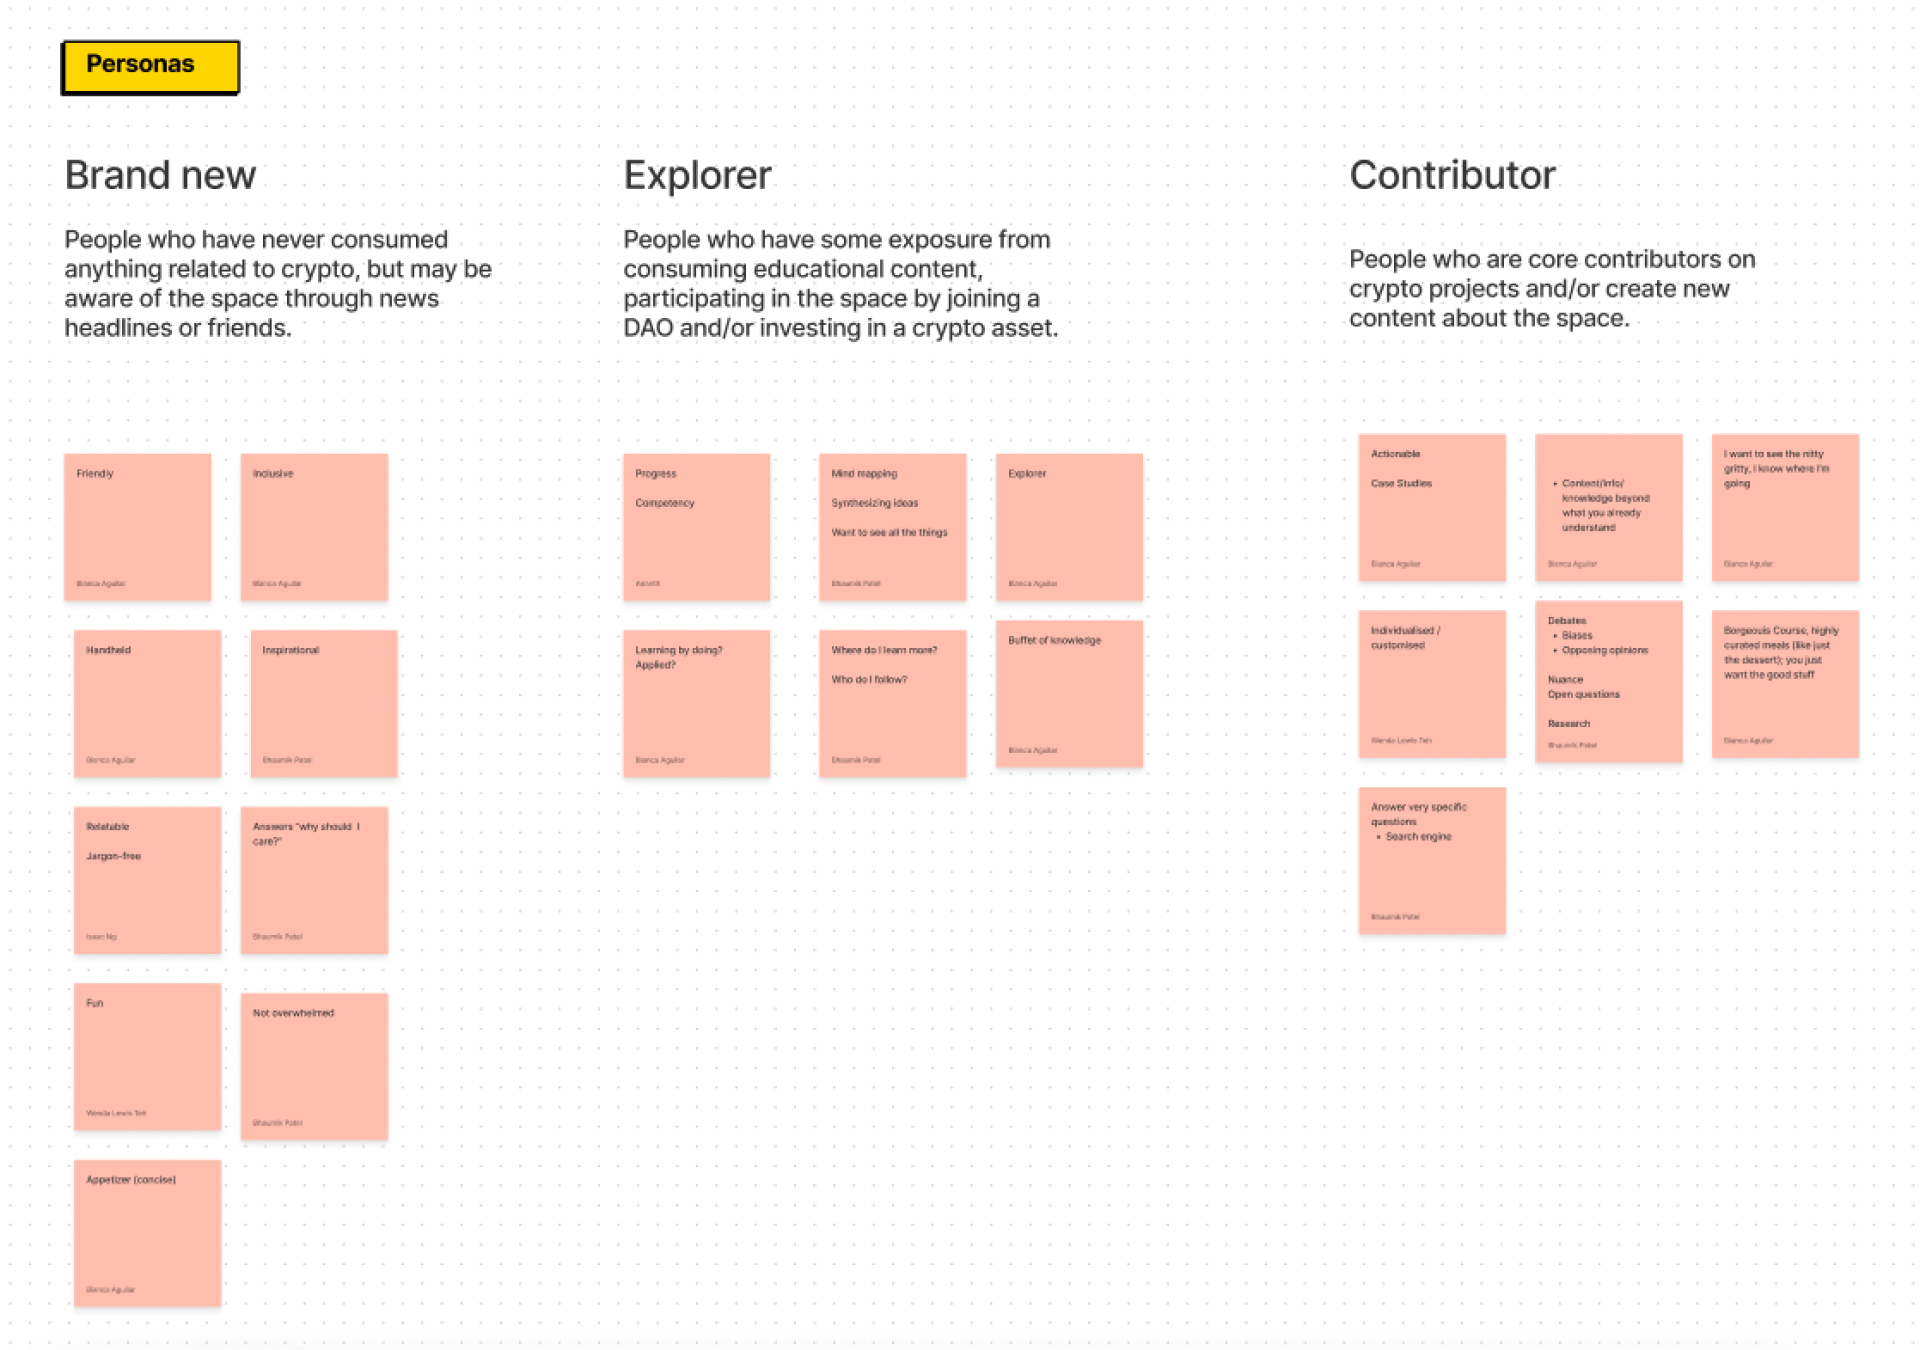 Personas
Brand new
People who have never consumed
anything related to crypto, but may be
aware of the space through news
headlines or friends.
Friendly
Bianca Aguilar
Inclusive
Bianca Aguilar
Handheld
Bianca Aguilar
Inspirational
Bhaumik Patel
Relatable
Jargon-free
Isaac Ng
Answers "why should I
care?"
Bhaumik Patel
Fun
Wenda Lewis Teh
Not overwhelmed
Bhaumik Patel
Appetizer (concise)
Bianca Aguilar
Explorer
People who have some exposure from
consuming educational content,
participating in the space by joining a
DAO and/or investing in a crypto asset.
Progress
Competency
Mind mapping
Synthesizing ideas
Want to see all the things
Bhaumik Patel
Explorer
Bianca Aguilar
Learning by doing?
Applied?
Bianca Aguilar
Where do I learn more?
Who do I follow?
Bhaumik Patel
Buffet of knowledge
Bianca Aguilar
Contributor
People who are core contributors on
crypto projects and/or create new
content about the space.
Actionable
Case Studies
Bianca Aguilar
• Content/info/
knowledge beyond
what you already
understand
Bianca Aguilar
I want to see the nitty
gritty, I know where I'm
going
Bianca Aguilar
Individualised /
customised
Wenda Lewis Teh
Debates
• Biases
• Opposing opinions
Nuance
Open questions
Research
Bhaumik Patel
Borgeouis Course, highly
curated meals (like just
the dessert); you just
want the good stuff
Bianca Aguilar
Answer very specific
questions
• Search engine
Bhaumik Patel